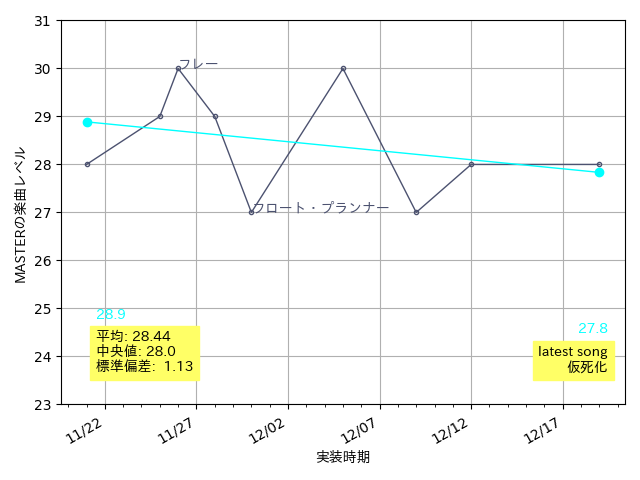 31
30
29
28
27
26
25
24
23
フレー
フロート・プランナー
28.9
平均: 28.44
中央値: 28.0
標準偏差: 1.13
27.8
latest song
仮死化
MASTERの楽曲レベル
11/22
11/27
12/02
12/07
12/12
12/17
実装時期